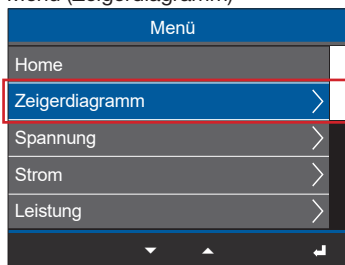 Menü (Zeigerdiagramm)
Menü
Home
Zeigerdiagramm
Spannung
Strom
Leistung